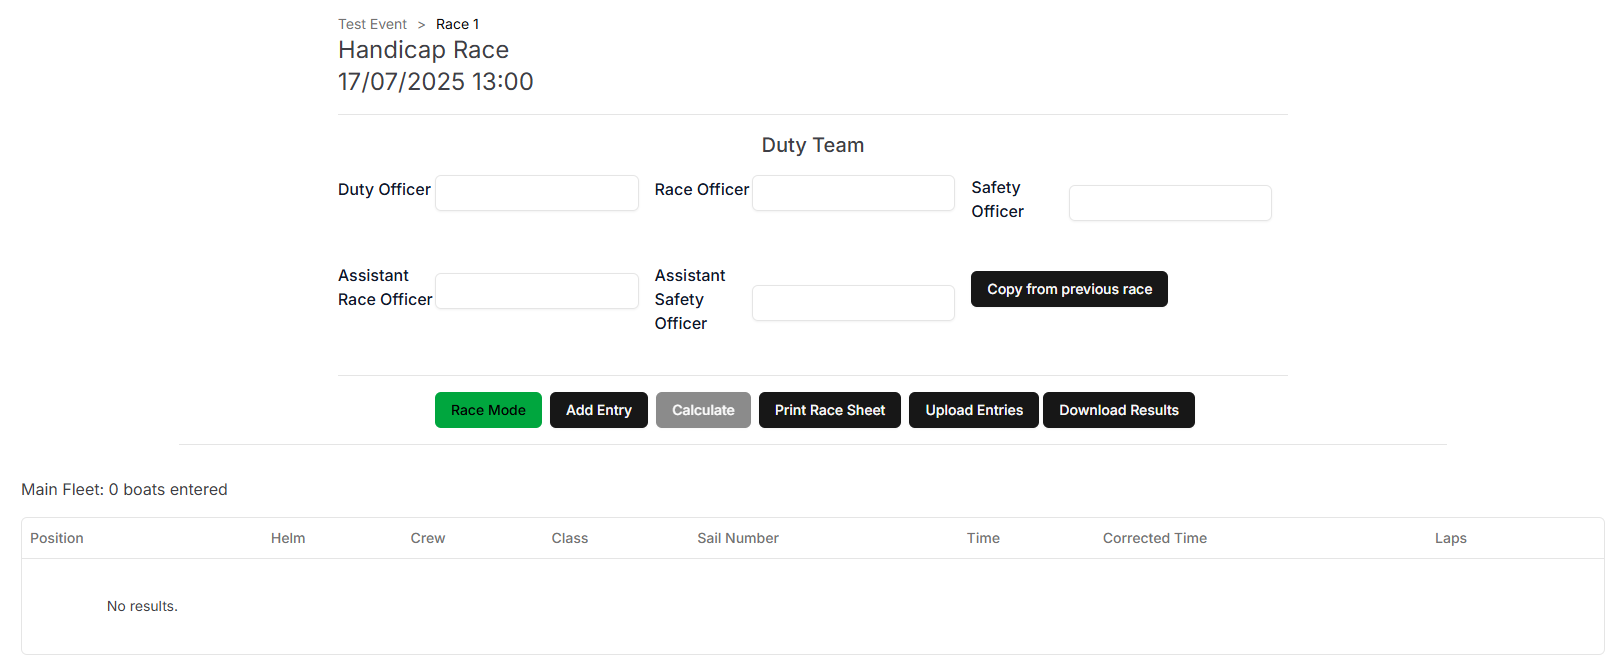 Test Event > Race 1
Handicap Race
17/07/2025 13:00
Duty Team
Duty Officer
Race Officer
Safety
Officer
Assistant
Race Officer
Assistant
Safety
Officer
Copy from previous race
Race Mode Add Entry Calculate Print Race Sheet Upload Entries Download Results
Main Fleet: 0 boats entered
Position Helm Crew Class Sail Number Time Corrected Time Laps
No results.